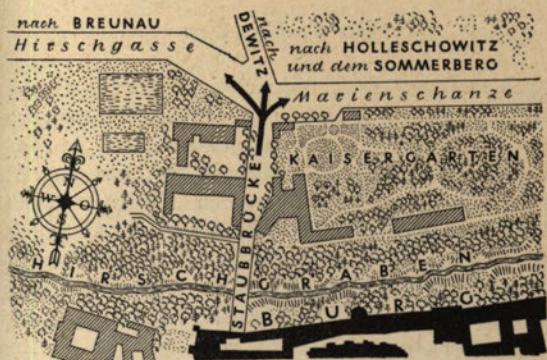 nach BREUNAU
Hirschgasse
nach
DEWITZ
nach HOLLESCHOWITZ
und dem SOMMERBERG
Marienschanze
KAISERGARTEN
STAUBBRÜCKE
W O
S
HIRSCHGRABEN
BURG